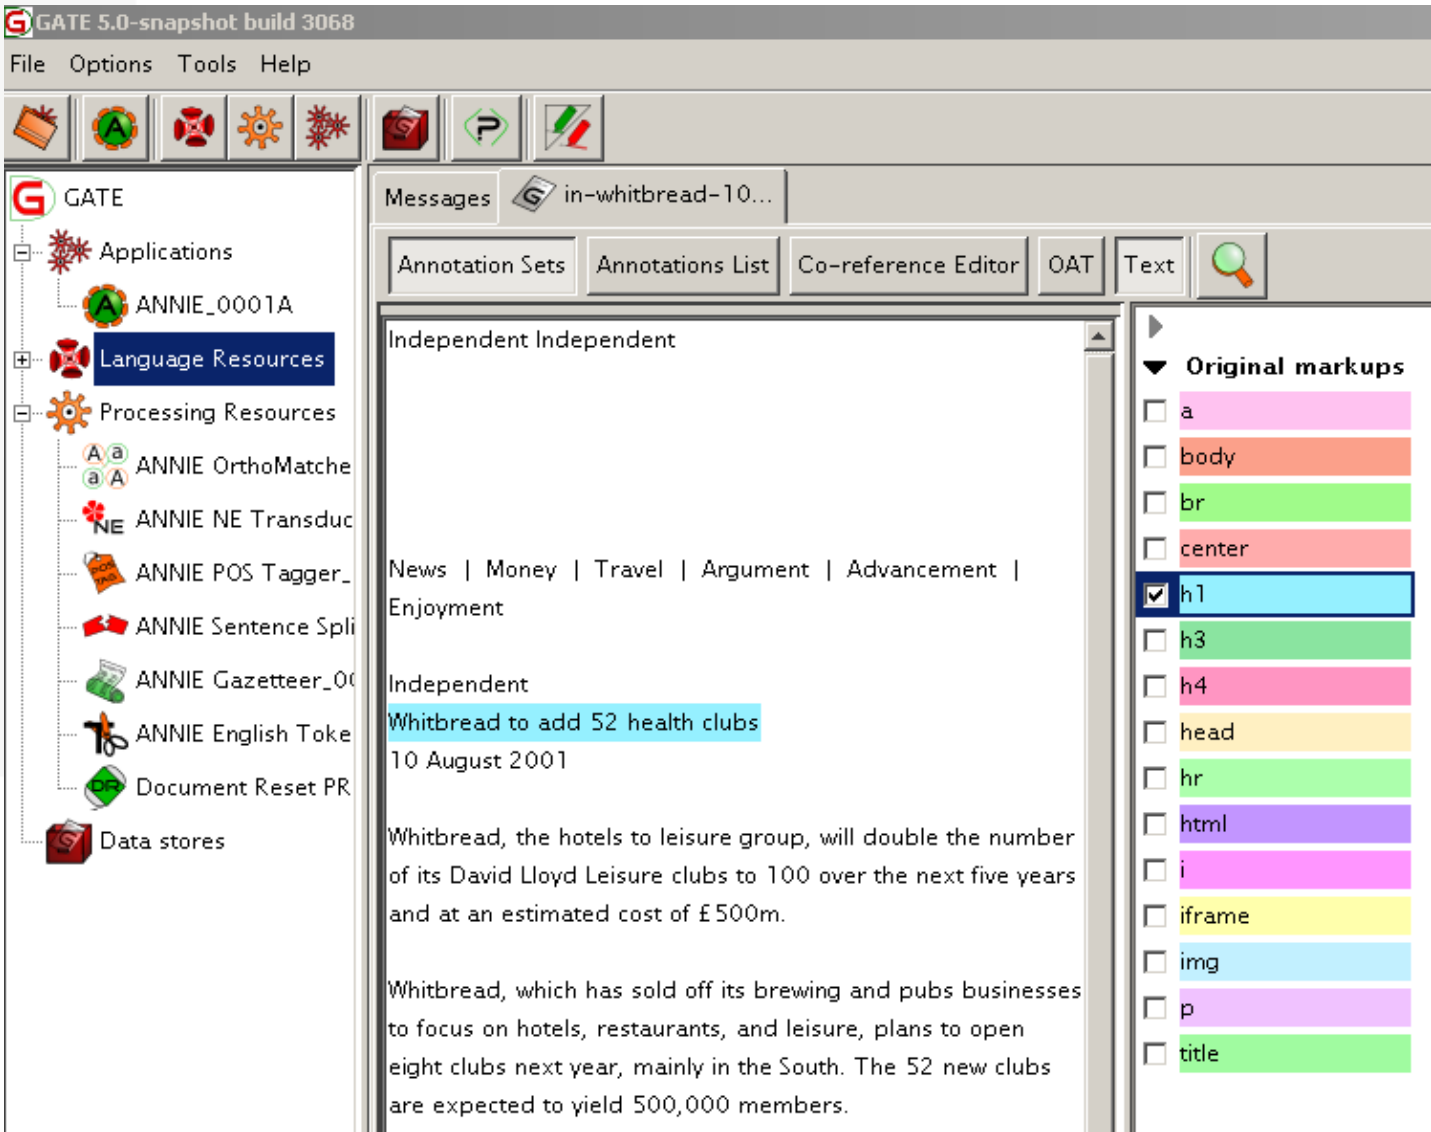 GATE 5.0-snapshot build 3068
File Options Tools Help
GATE
Applications
ANNIE_0001A
Language Resources
Processing Resources
ANNIE OrthoMatche
ANNIE NE Transduc
ANNIE POS Tagger_
ANNIE Sentence Spli
ANNIE Gazetteer_00
ANNIE English Toke
Document Reset PR
Data stores
Messages in-whitbread-10...
Annotation Sets Annotations List Co-reference Editor OAT Text
Independent Independent
News | Money | Travel | Argument | Advancement |
Enjoyment
Independent
Whitbread to add 52 health clubs
10 August 2001
Whitbread, the hotels to leisure group, will double the number
of its David Lloyd Leisure clubs to 100 over the next five years
and at an estimated cost of £500m.
Whitbread, which has sold off its brewing and pubs businesses
to focus on hotels, restaurants, and leisure, plans to open
eight clubs next year, mainly in the South. The 52 new clubs
are expected to yield 500,000 members.
Original markups
a
body
br
center
h1
h3
h4
head
hr
html
i
iframe
img
p
title